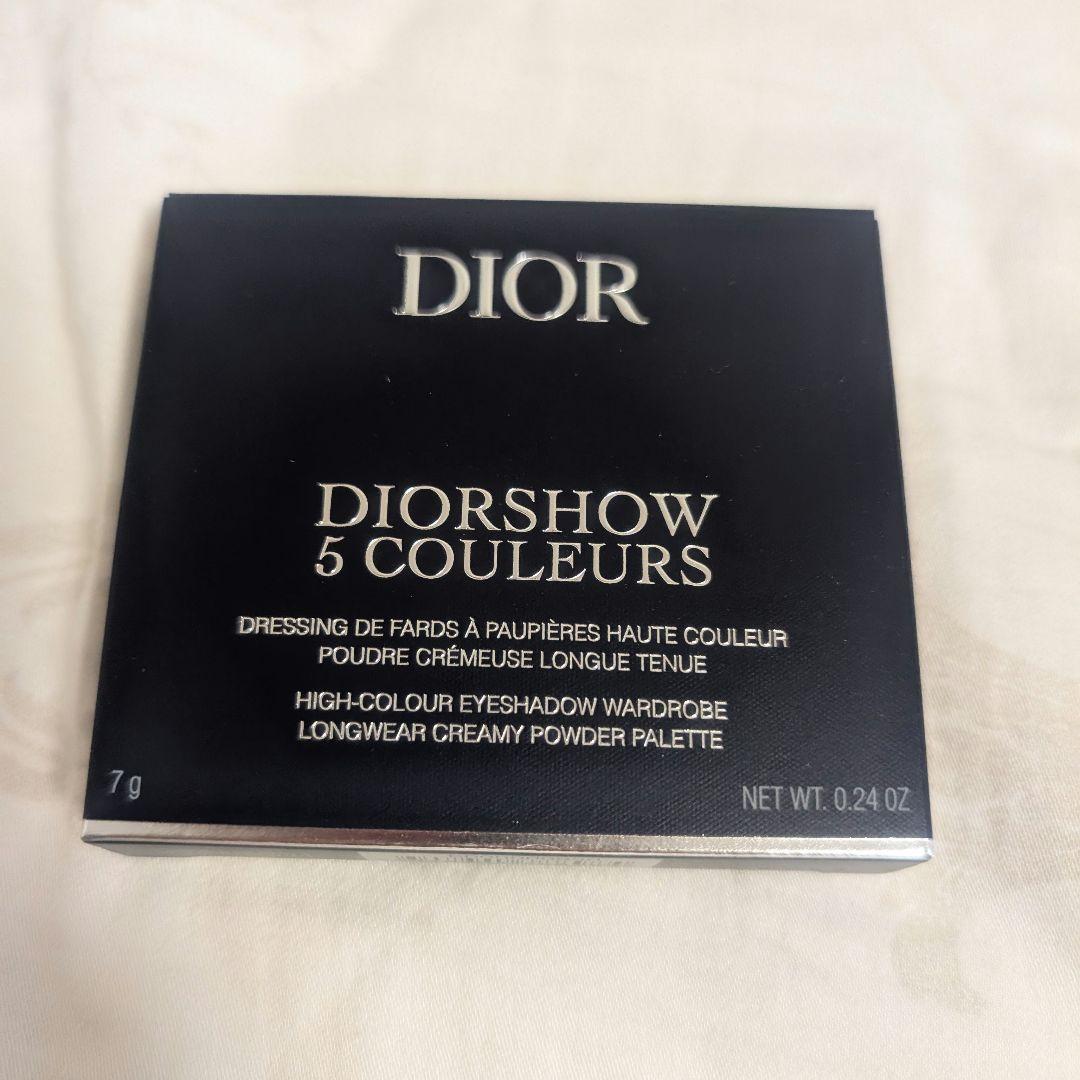 DIOR
DIORSHOW
5 COULEURS
DRESSING DE FARDS À PAUPIÈRES HAUTE COULEUR
POUDRE CRÉMEUSE LONGUE TENUE
HIGH-COLOUR EYESHADOW WARDROBE
LONGWEAR CREAMY POWDER PALETTE
7 g
NET WT. 0.24 OZ